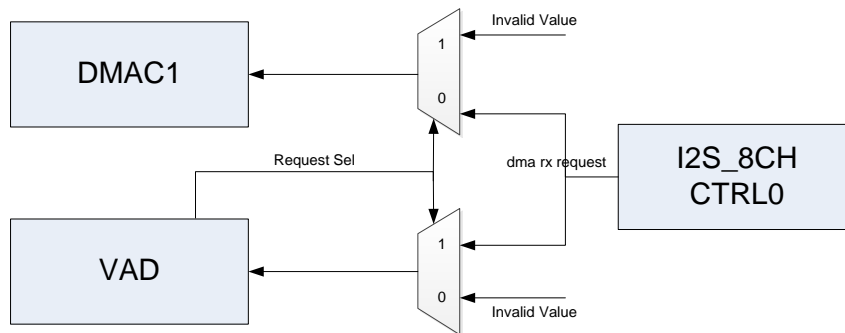 Invalid Value
DMAC1
1
0
Request Sel
dma rx request
I2S_8CH
CTRL0
VAD
1
0
Invalid Value